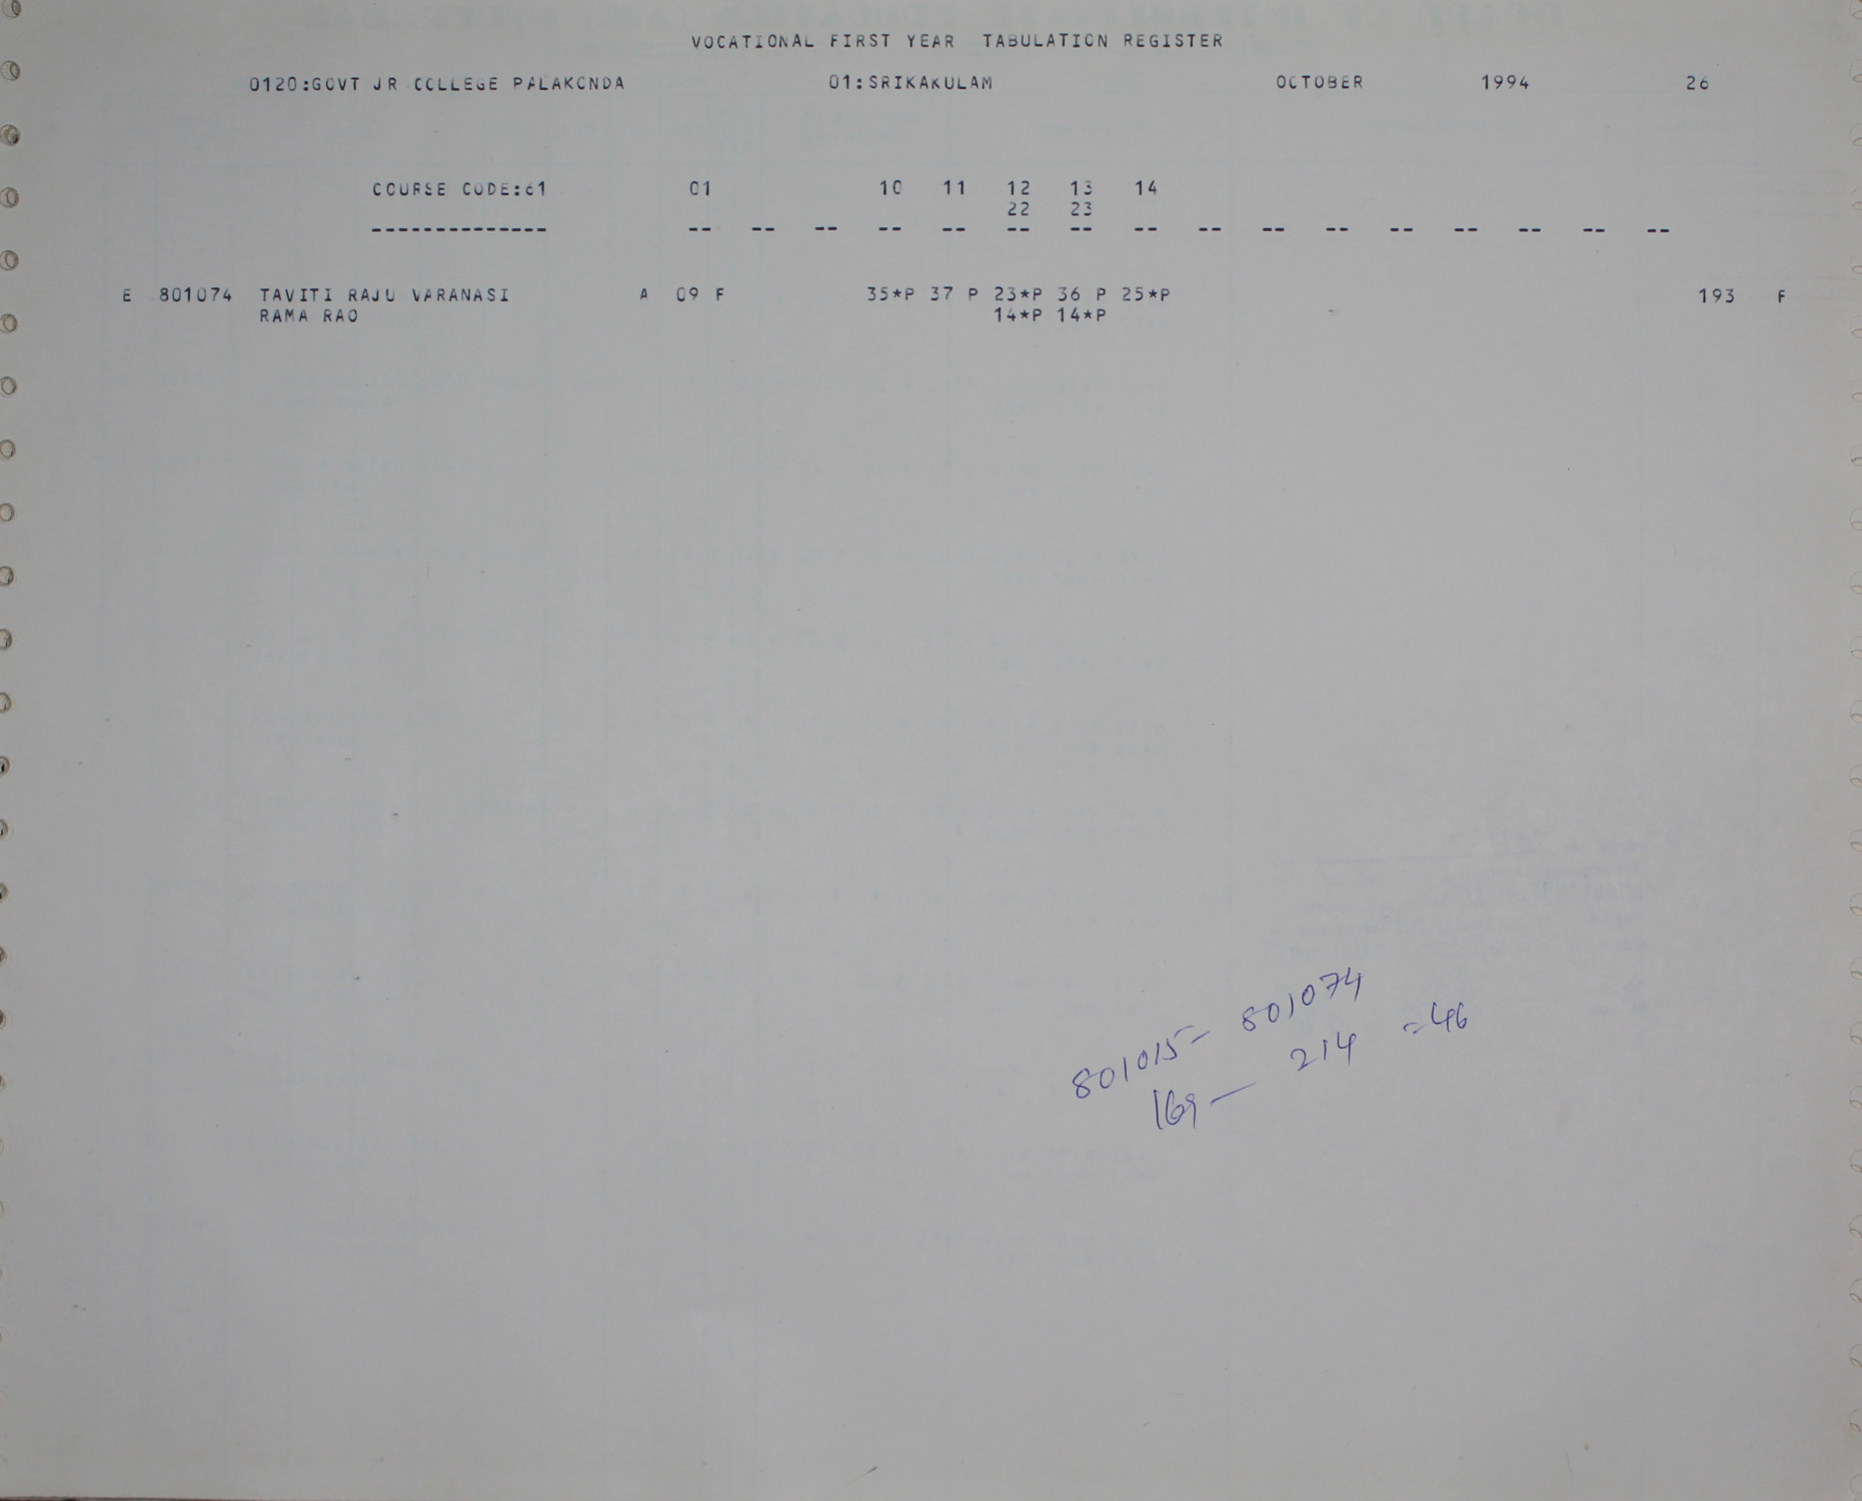 VOCATIONAL FIRST YEAR TABULATION REGISTER
0120:GOVT JR COLLEGE PALAKONDA 01:SRIKAKULAM OCTOBER 1994 26
COURSE CODE:61 01 10 11 12 13 14
22 23
-------------- -- -- -- -- -- -- -- -- -- -- -- -- -- -- -- --
E 801074 TAVITI RAJU VARANASI A 09 F 35*P 37 P 23*P 36 P 25*P 193 F
RAMA RAO 14*P 14*P
801015- 801074
169- 214 =46